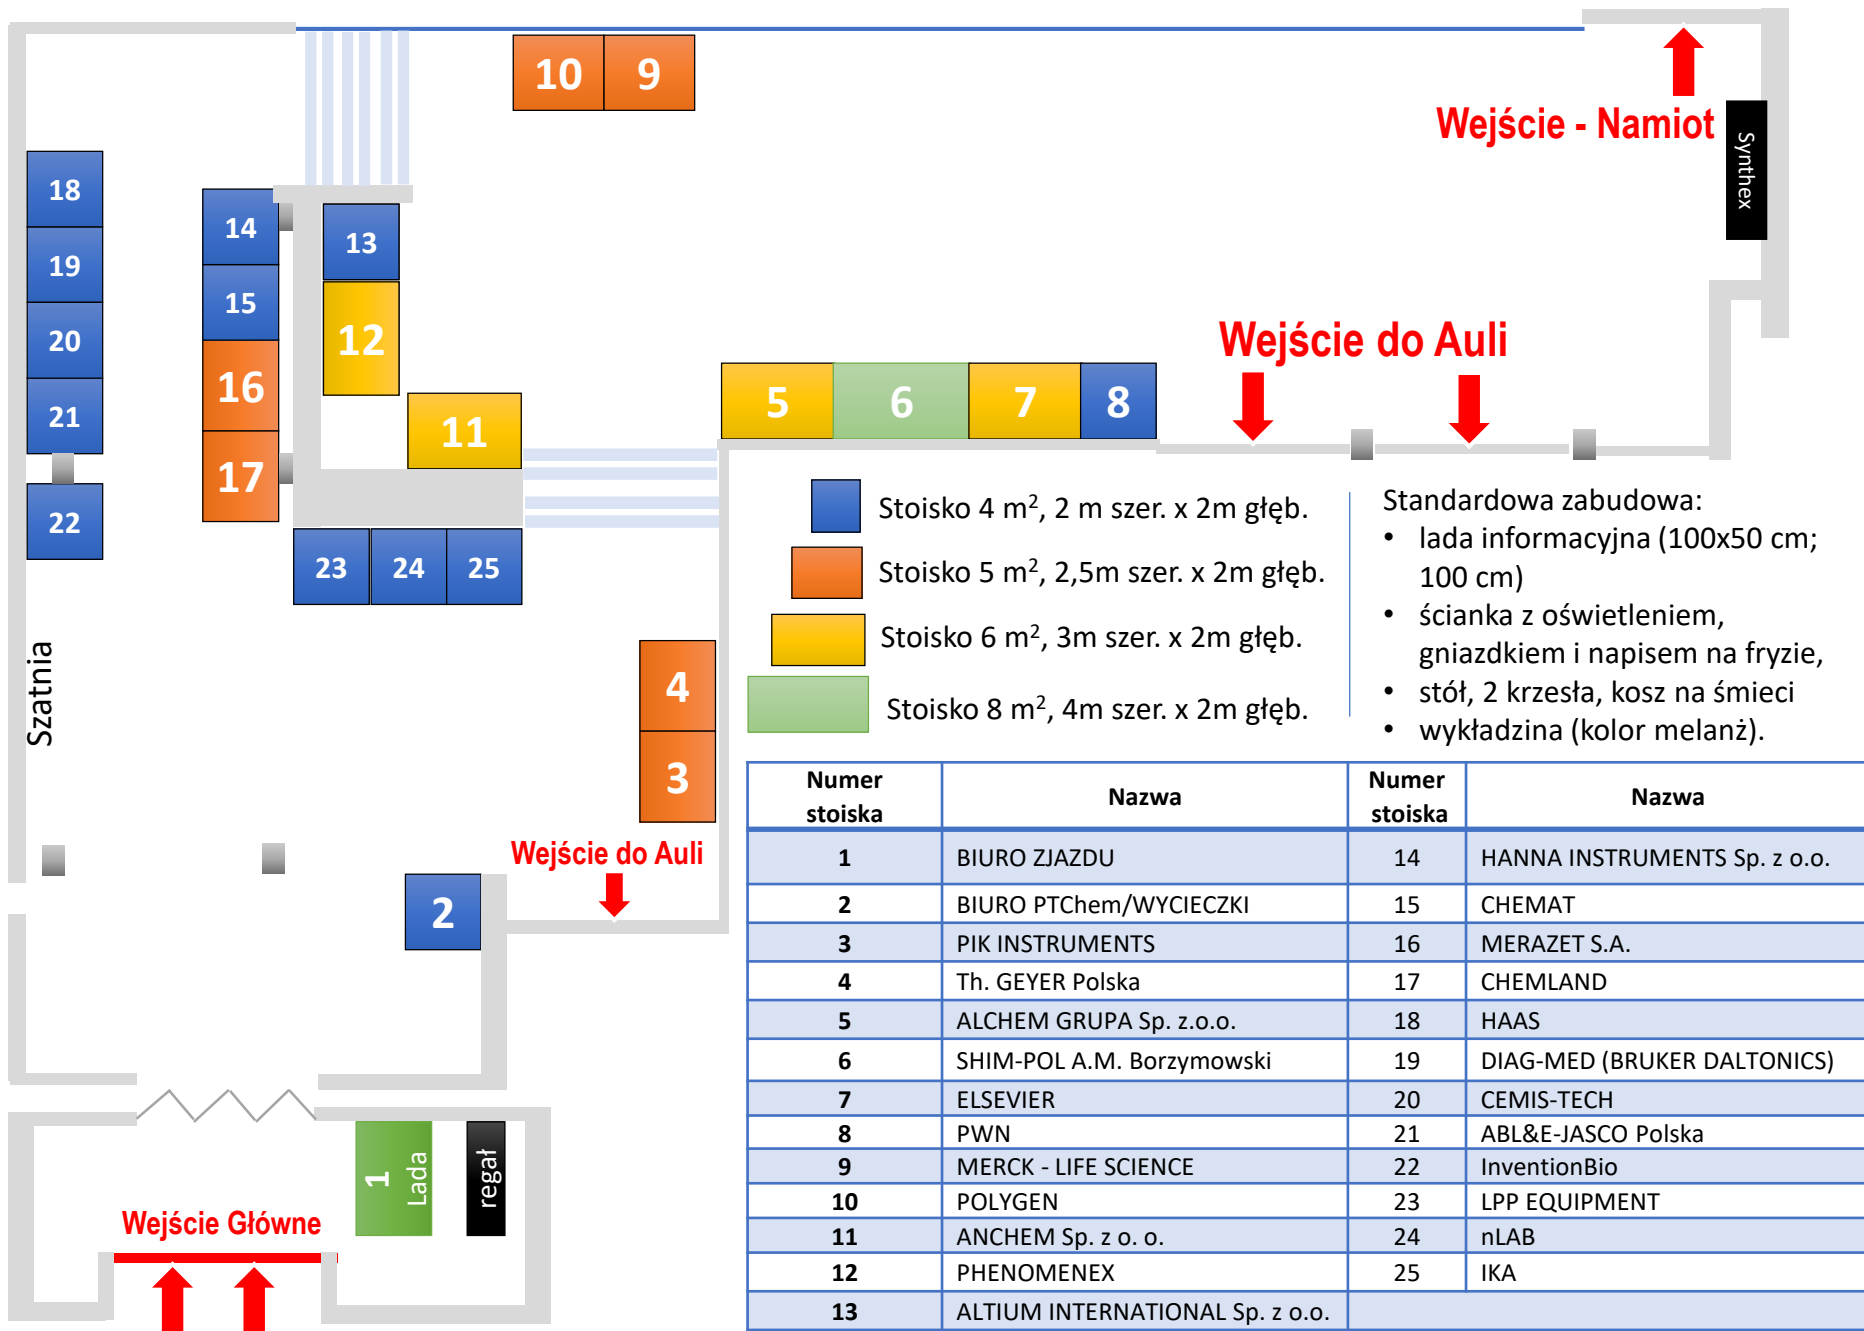 10 9
Wejście - Namiot
Synthex
18
19
20
21
22
14
15
16
17
13
12
11
5 6 7 8
Wejście do Auli
23 24 25
4
3
Szatnia
Wejście do Auli
2
1
Lada
regał
Wejście Główne
Stoisko 4 m², 2 m szer. x 2m głęb.
Stoisko 5 m², 2,5m szer. x 2m głęb.
Stoisko 6 m², 3m szer. x 2m głęb.
Stoisko 8 m², 4m szer. x 2m głęb.
Standardowa zabudowa:
• lada informacyjna (100x50 cm;
100 cm)
• ścianka z oświetleniem,
gniazdkiem i napisem na fryzie,
• stół, 2 krzesła, kosz na śmieci
• wykładzina (kolor melanż).
Numer stoiska Nazwa Numer stoiska Nazwa
1 BIURO ZJAZDU 14 HANNA INSTRUMENTS Sp. z o.o.
2 BIURO PTChem/WYCIECZKI 15 CHEMAT
3 PIK INSTRUMENTS 16 MERAZET S.A.
4 Th. GEYER Polska 17 CHEMLAND
5 ALCHEM GRUPA Sp. z.o.o. 18 HAAS
6 SHIM-POL A.M. Borzymowski 19 DIAG-MED (BRUKER DALTONICS)
7 ELSEVIER 20 CEMIS-TECH
8 PWN 21 ABL&E-JASCO Polska
9 MERCK - LIFE SCIENCE 22 InventionBio
10 POLYGEN 23 LPP EQUIPMENT
11 ANCHEM Sp. z o. o. 24 nLAB
12 PHENOMENEX 25 IKA
13 ALTIUM INTERNATIONAL Sp. z o.o.